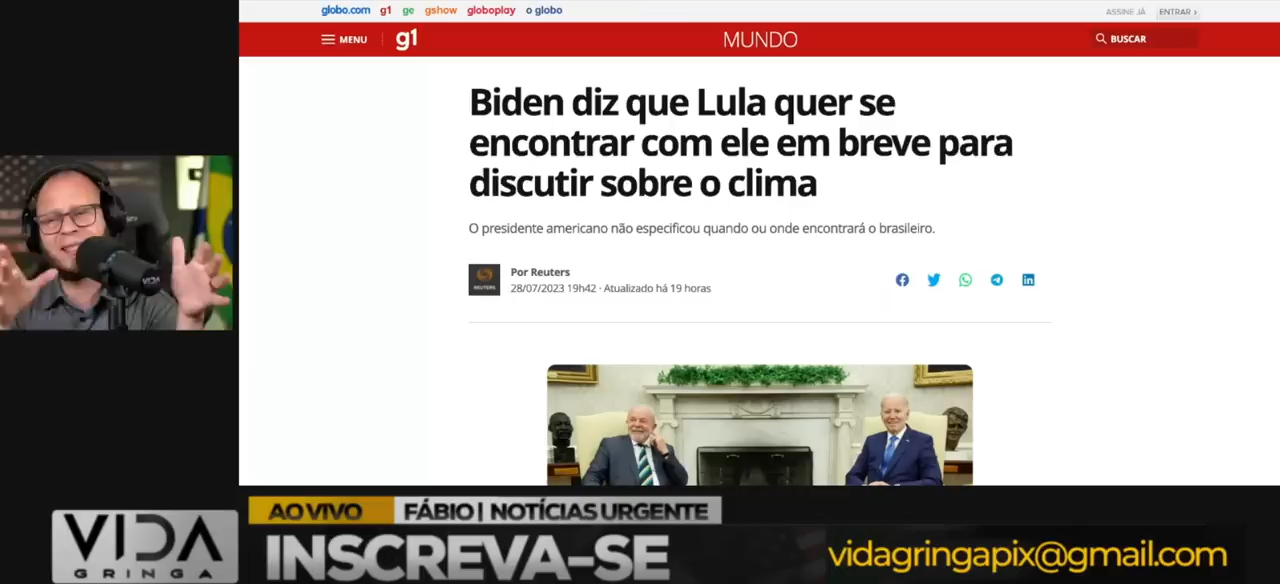 globo.com g1 ge gshow globoplay o globo
ASSINE JÁ ENTRAR ›
MENU g1 MUNDO BUSCAR
Biden diz que Lula quer se
encontrar com ele em breve para
discutir sobre o clima
O presidente americano não especificou quando ou onde encontrará o brasileiro.
REUTERS
Por Reuters
28/07/2023 19h42 · Atualizado há 19 horas
VIDA
AO VIVO FÁBIO | NOTÍCIAS URGENTE
VIDA
GRINGA
INSCREVA-SE
vidagringapix@gmail.com